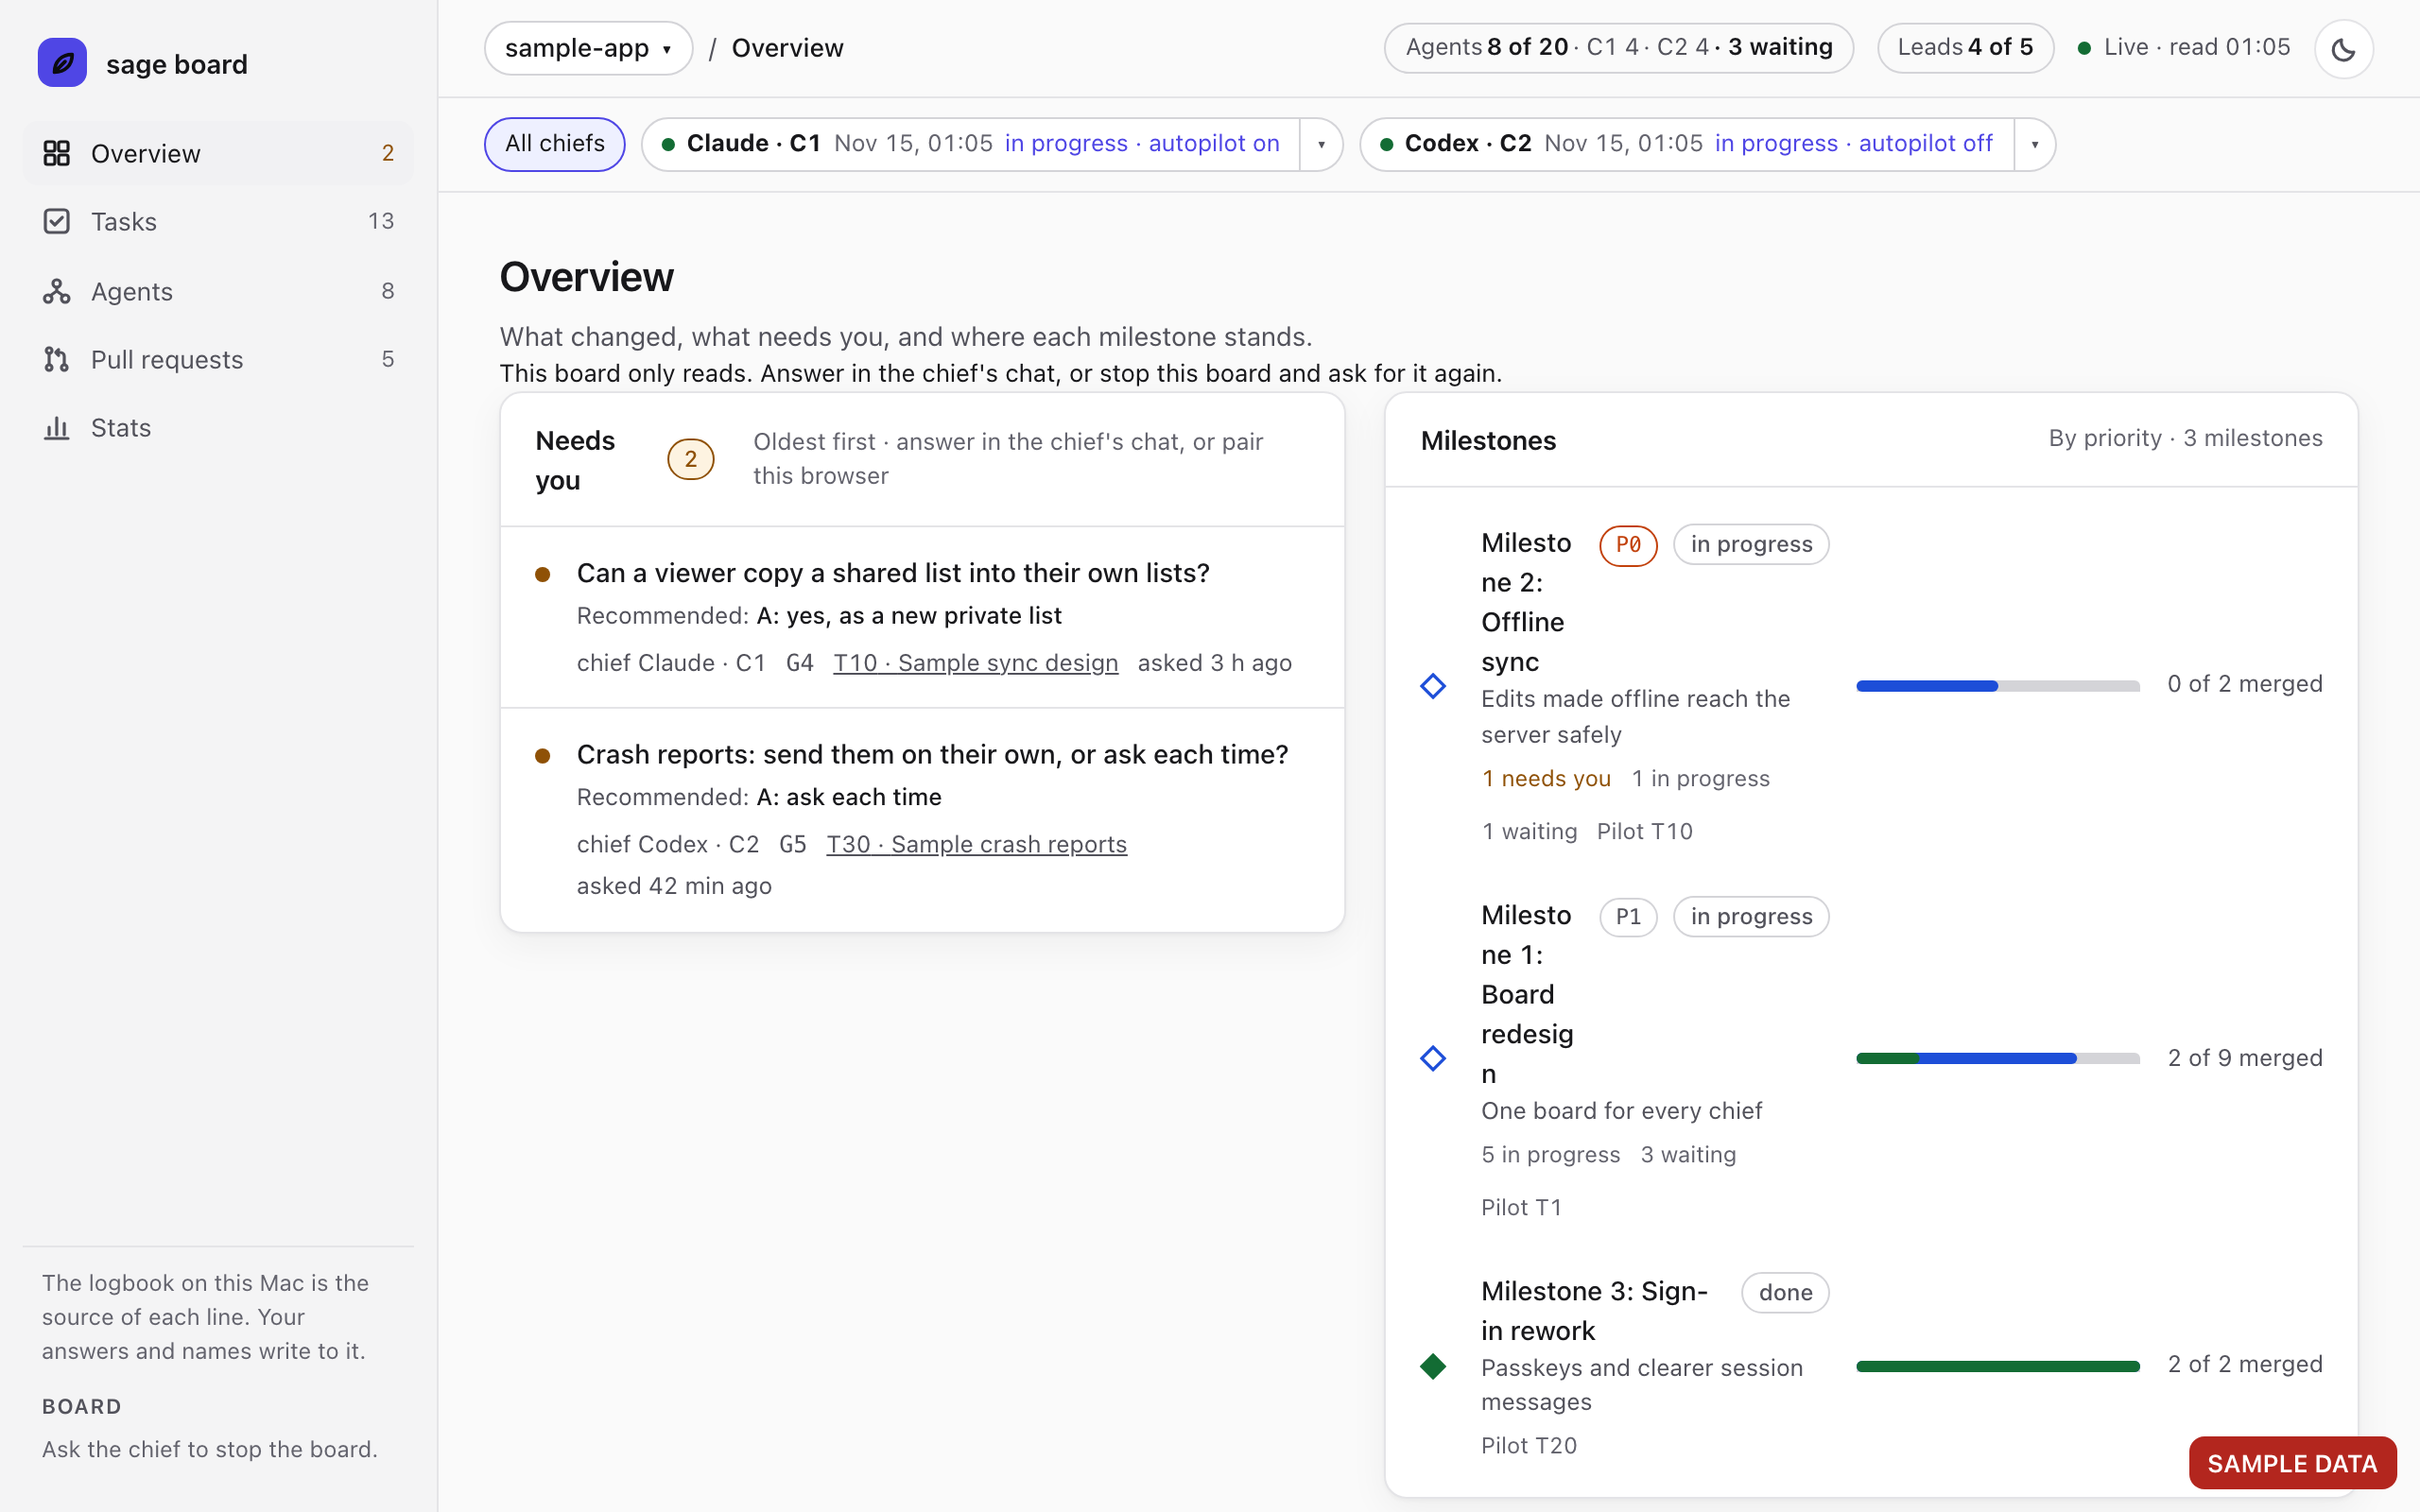 sage board
Overview 2
Tasks 13
Agents 8
Pull requests 5
Stats
The logbook on this Mac is the
source of each line. Your
answers and names write to it.
BOARD
Ask the chief to stop the board.
sample-app ▾ / Overview
Agents 8 of 20 · C1 4 · C2 4 · 3 waiting
Leads 4 of 5
Live · read 01:05
All chiefs
Claude · C1 Nov 15, 01:05 in progress · autopilot on ▾
Codex · C2 Nov 15, 01:05 in progress · autopilot off ▾
Overview
What changed, what needs you, and where each milestone stands.
This board only reads. Answer in the chief's chat, or stop this board and ask for it again.
Needs
you
2
Oldest first · answer in the chief's chat, or pair
this browser
Can a viewer copy a shared list into their own lists?
Recommended: A: yes, as a new private list
chief Claude · C1 G4 T10 · Sample sync design asked 3 h ago
Crash reports: send them on their own, or ask each time?
Recommended: A: ask each time
chief Codex · C2 G5 T30 · Sample crash reports
asked 42 min ago
Milestones
By priority · 3 milestones
Milesto
ne 2:
Offline
sync
P0 in progress
Edits made offline reach the
server safely
1 needs you 1 in progress
1 waiting Pilot T10
0 of 2 merged
Milesto
ne 1:
Board
redesig
n
P1 in progress
One board for every chief
5 in progress 3 waiting
Pilot T1
2 of 9 merged
Milestone 3: Sign-
in rework
done
Passkeys and clearer session
messages
Pilot T20
2 of 2 merged
SAMPLE DATA